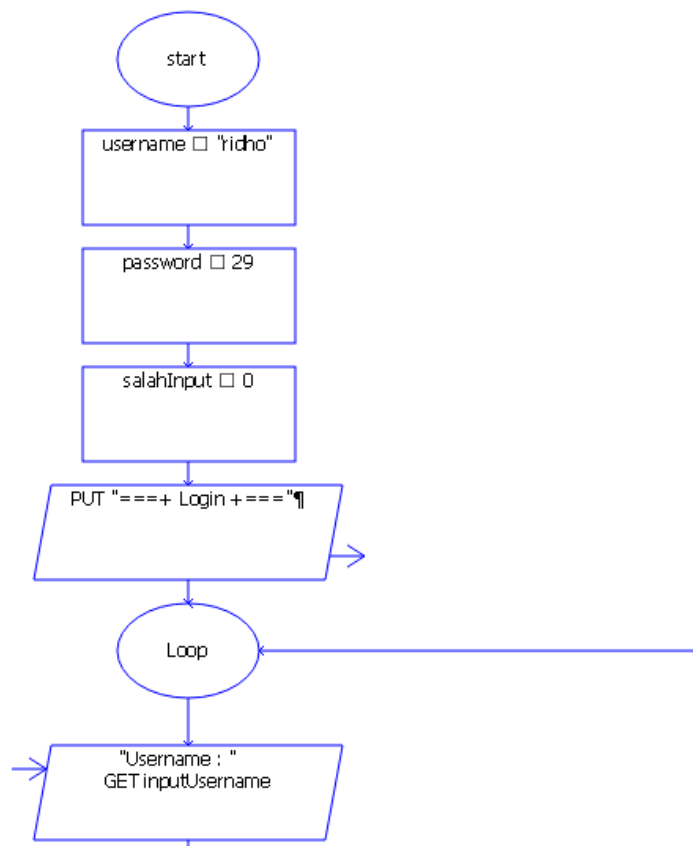 start
username □ "ridho"
password □ 29
salahInput □ 0
PUT "===+ Login +==="¶
Loop
"Username : "
GET inputUsername